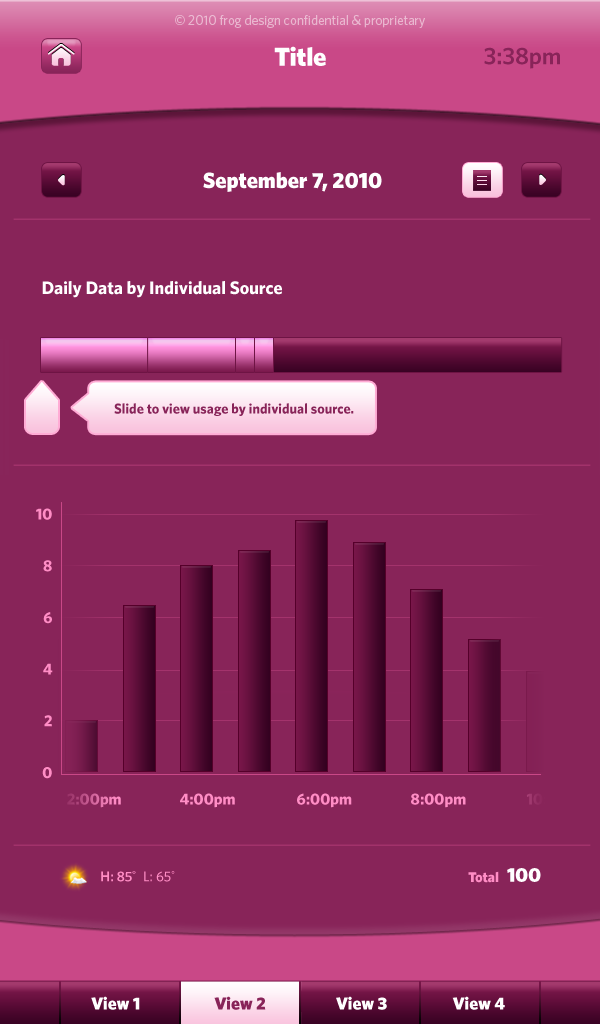 © 2010 frog design confidential & proprietary
Title
3:38pm
September 7, 2010
Daily Data by Individual Source
Slide to view usage by individual source.
10
8
6
4
2
0
2:00pm 4:00pm 6:00pm 8:00pm 10
H: 85° L: 65°
Total 100
View 1 View 2 View 3 View 4